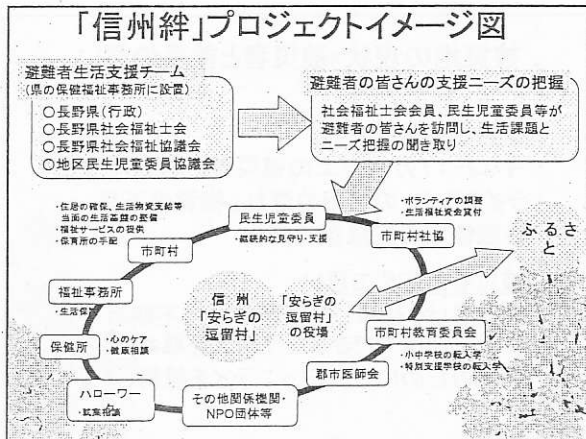 「信州絆」プロジェクトイメージ図
避難者生活支援チーム
(県の保健福祉事務所に設置)
○長野県(行政)
○長野県社会福祉士会
○長野県社会福祉協議会
○地区民生児童委員協議会
避難者の皆さんの支援ニーズの把握
社会福祉士会会員、民生児童委員等が
避難者の皆さんを訪問し、生活課題と
ニーズ把握の聞き取り
・住居の確保、生活物資支給等
当面の生活基盤の整備
・福祉サービスの提供
・保育所の手配
市町村
民生児童委員
・継続的な見守り・支援
・ボランティアの調整
・生活福祉資金貸付
市町村社協
ふるさ
と
福祉事務所
・生活保
信州
「安らぎの
逗留村」
「安らぎの
逗留村」
の役場
保健所
・心のケア
・健康相談
市町村教育委員会
・小中学校の転入学
・特別支援学校の転入学
ハローワー
ク
郡市医師会
その他関係機関・
NPO団体等